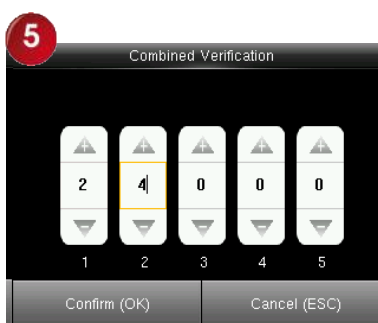 5
Combined Verification
+ + + + +
2 4 0 0 0
- - - - -
1 2 3 4 5
Confirm (OK) Cancel (ESC)